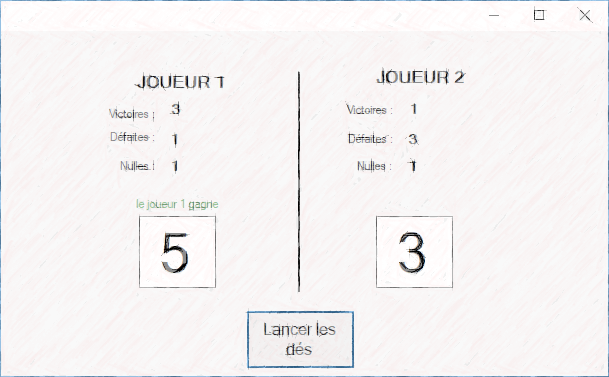 JOUEUR 1
Victoires : 3
Défaites : 1
Nulles : 1
le joueur 1 gagne
5
JOUEUR 2
Victoires : 1
Défaites : 3
Nulles : 1
3
Lancer les
dés